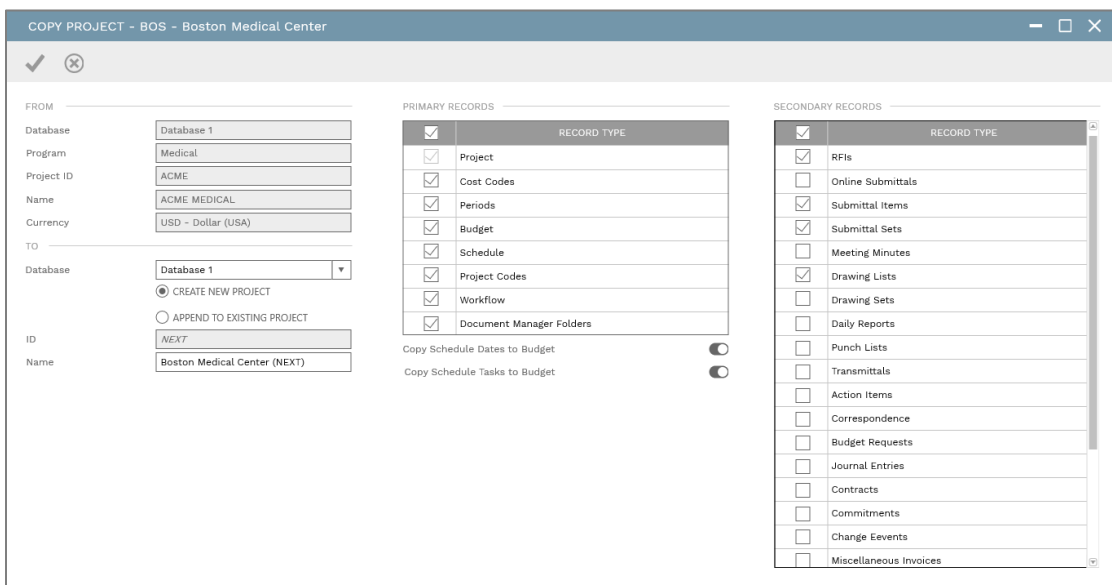 COPY PROJECT - BOS - Boston Medical Center
FROM
Database Database 1
Program Medical
Project ID ACME
Name ACME MEDICAL
Currency USD - Dollar (USA)
TO
Database Database 1
CREATE NEW PROJECT
APPEND TO EXISTING PROJECT
ID NEXT
Name Boston Medical Center (NEXT)
PRIMARY RECORDS
RECORD TYPE
Project
Cost Codes
Periods
Budget
Schedule
Project Codes
Workflow
Document Manager Folders
Copy Schedule Dates to Budget
Copy Schedule Tasks to Budget
SECONDARY RECORDS
RECORD TYPE
RFIs
Online Submittals
Submittal Items
Submittal Sets
Meeting Minutes
Drawing Lists
Drawing Sets
Daily Reports
Punch Lists
Transmittals
Action Items
Correspondence
Budget Requests
Journal Entries
Contracts
Commitments
Change Eevents
Miscellaneous Invoices